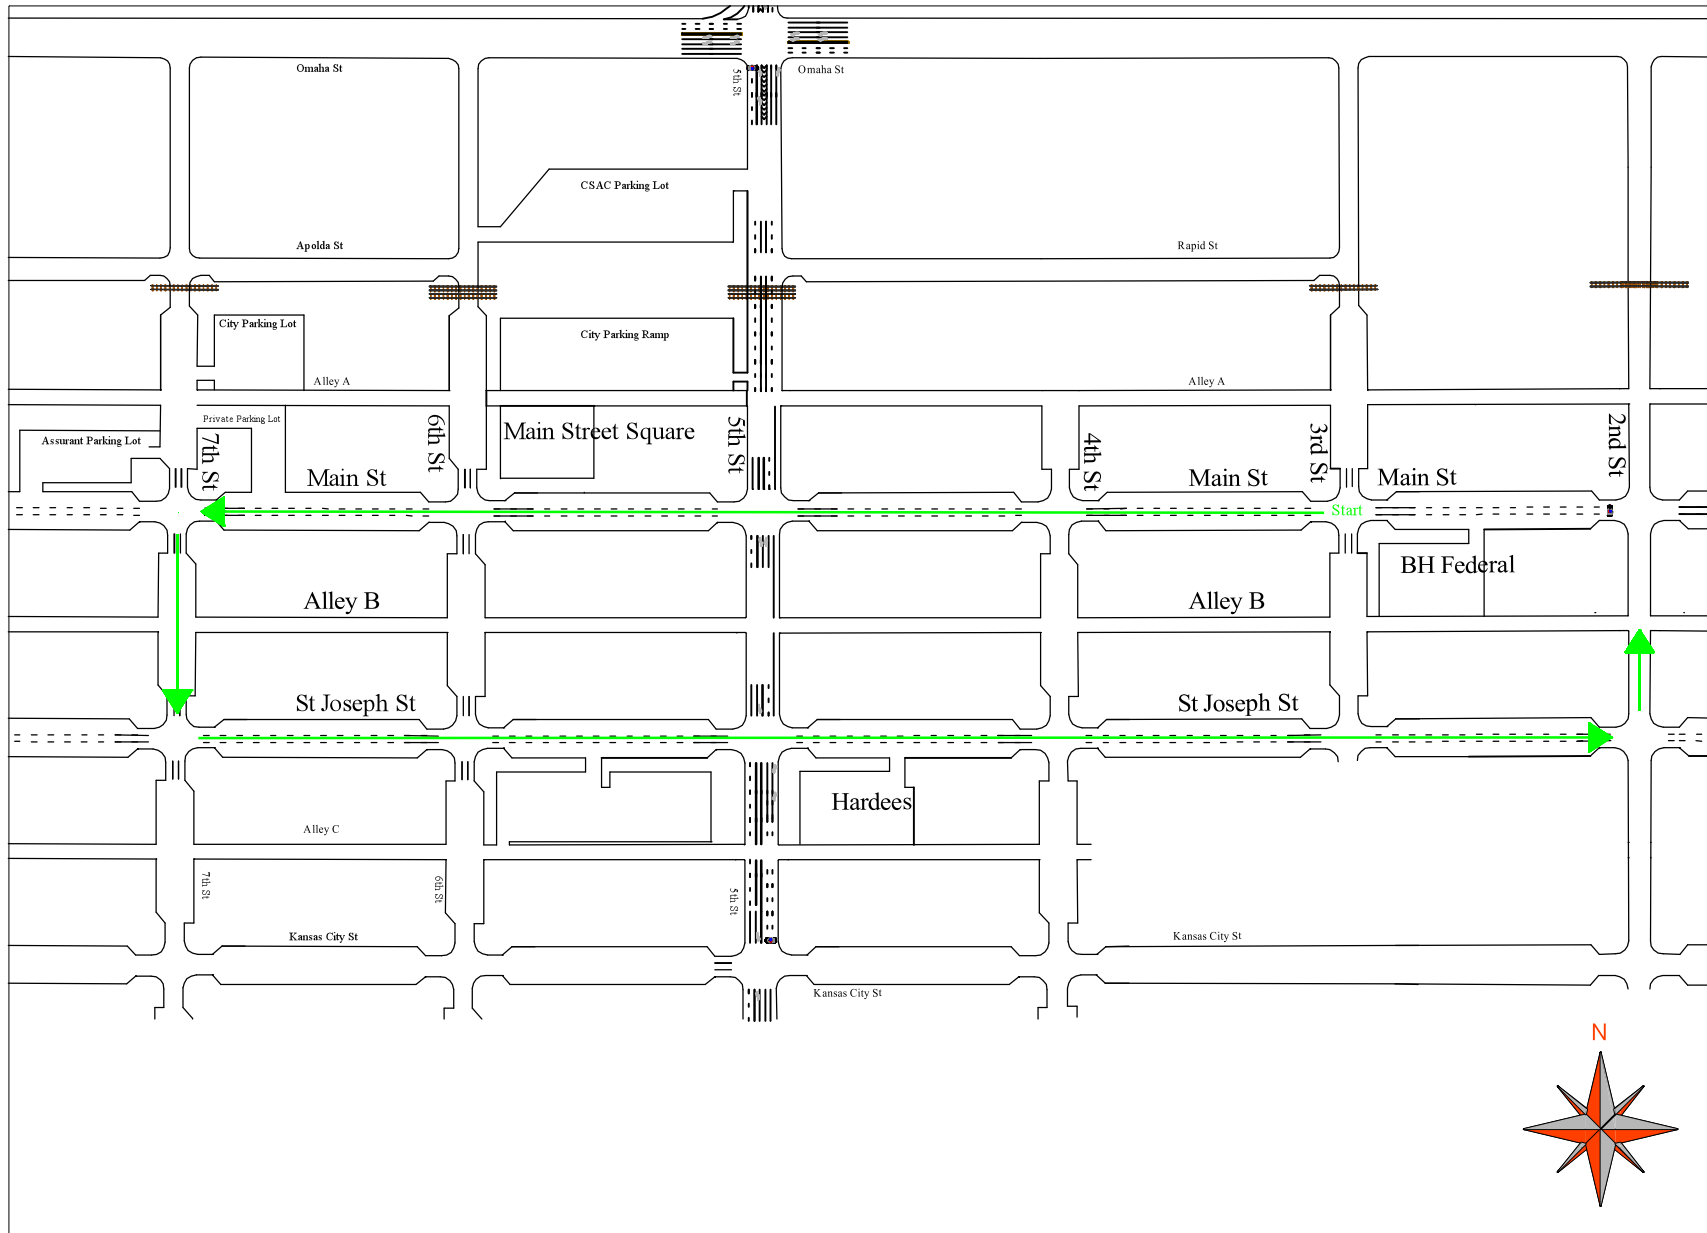 Omaha St
5th St
Omaha St
CSAC Parking Lot
Apolda St
Rapid St
City Parking Lot
City Parking Ramp
Alley A
Alley A
Private Parking Lot
Assurant Parking Lot
7th St
6th St
Main Street Square
5th St
4th St
3rd St
2nd St
Main St
Main St
Main St
Start
BH Federal
Alley B
Alley B
St Joseph St
St Joseph St
Hardees
Alley C
7th St
6th St
5th St
Kansas City St
Kansas City St
Kansas City St
N